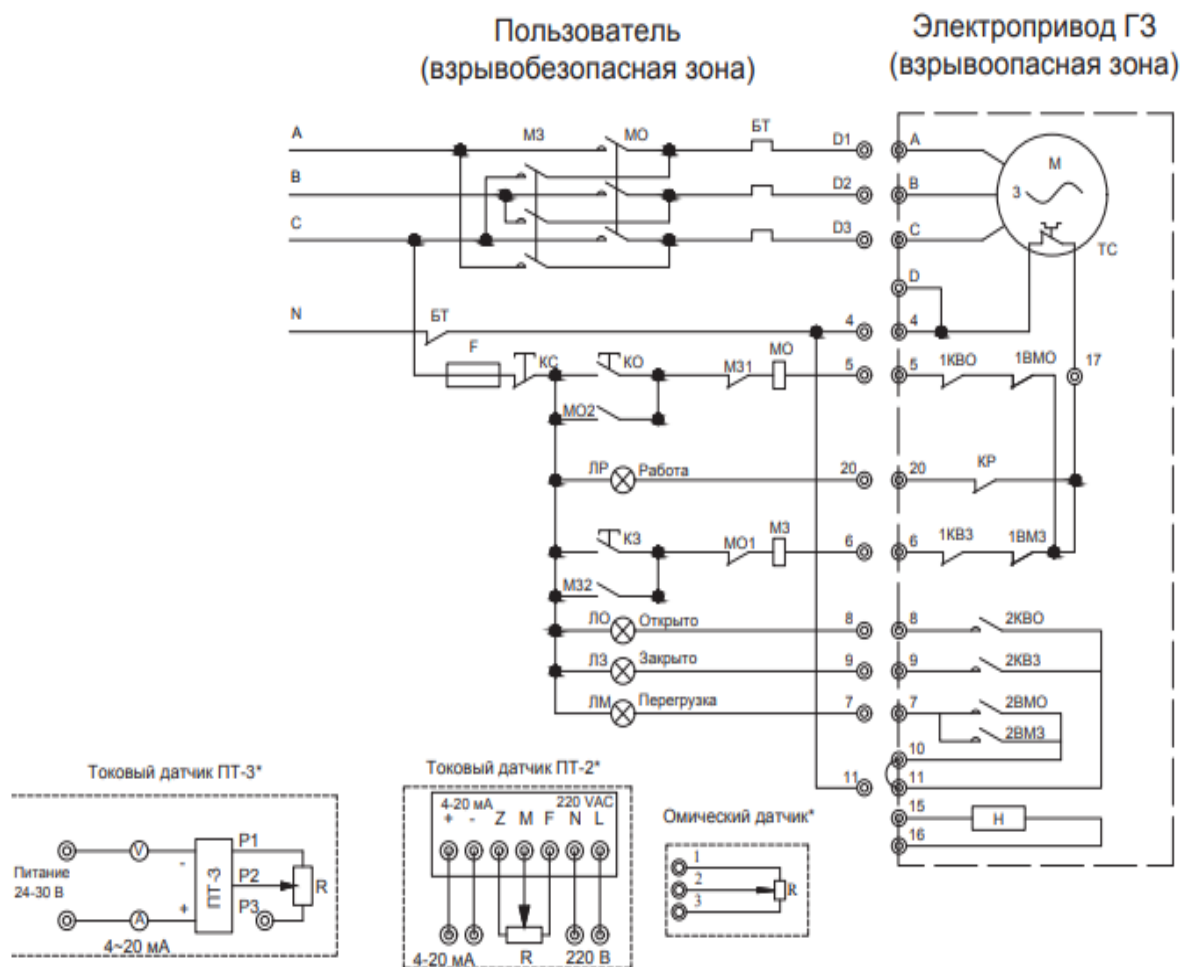 Пользователь
(взрывобезопасная зона)
Электропривод ГЗ
(взрывоопасная зона)
A МЗ МО БТ D1 A
B D2 B
C D3 C
М
3
ТС
D
N БТ 4 4
F КС КО МЗ1 МО 5 5 1КВО 1ВМО 17
МО2
ЛР Работа 20 20 КР
КЗ МО1 МЗ 6 6 1КВЗ 1ВМЗ
МЗ2
ЛО Открыто 8 8 2КВО
ЛЗ Закрыто 9 9 2КВЗ
ЛМ Перегрузка 7 7 2ВМО
2ВМЗ
10
11 11
15 Н
16
Токовый датчик ПТ-3*
Питание
24-30 В
V
A
-
+
ПТ-3
P1
P2
P3
R
4~20 мА
Токовый датчик ПТ-2*
4-20 мА 220 VAC
+ - Z M F N L
4-20 мА R 220 В
Омический датчик*
1
2
3
R